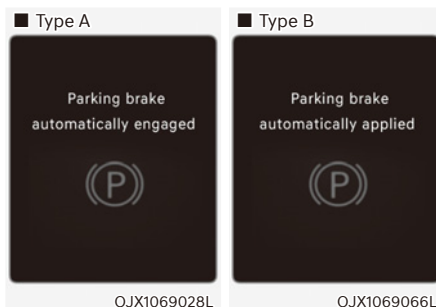 ■ Type A
Parking brake
automatically engaged
P
OJX1069028L
■ Type B
Parking brake
automatically applied
P
OJX1069066L